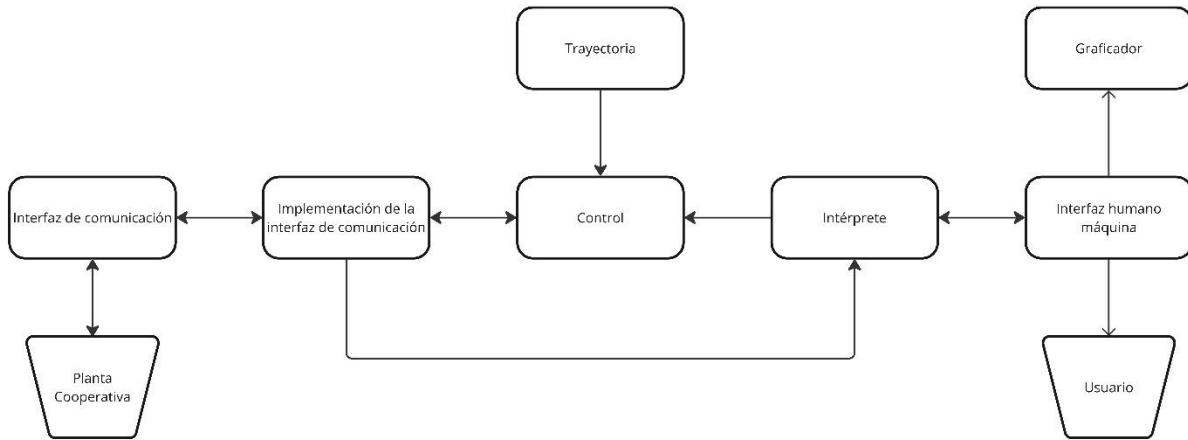 Trayectoria
Graficador
Interfaz de comunicación
Implementación de la
interfaz de comunicación
Control
Intérprete
Interfaz humano
máquina
Planta
Cooperativa
Usuario